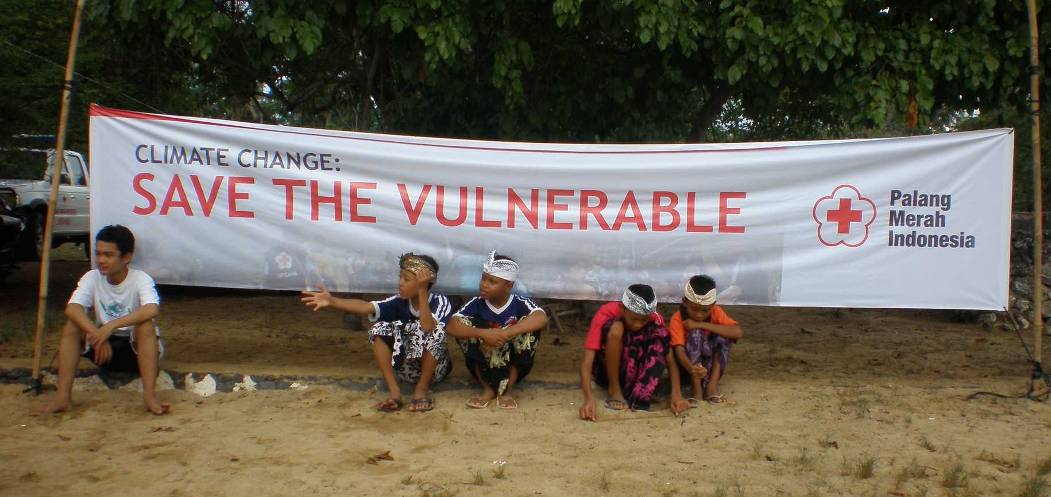 CLIMATE CHANGE:
SAVE THE VULNERABLE
Palang
Merah
Indonesia